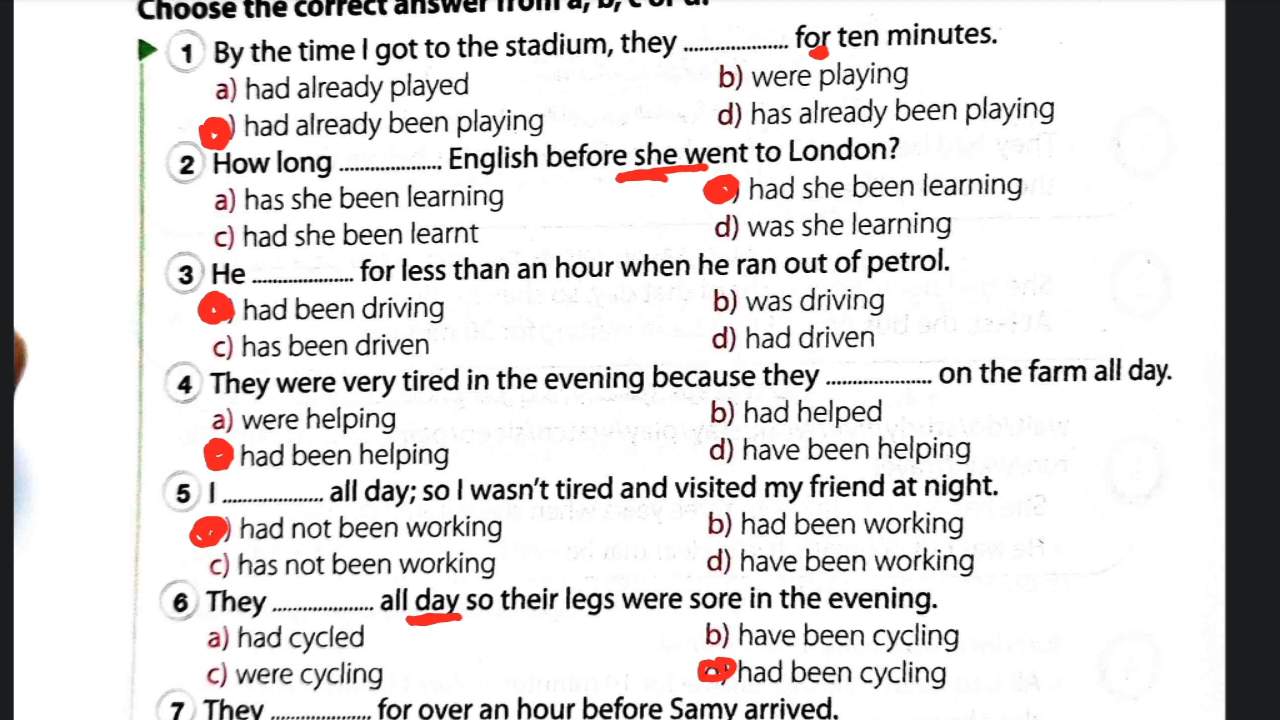 Choose the correct answer from a, b, c or d:
1 By the time I got to the stadium, they .................... for ten minutes.
a) had already played b) were playing
) had already been playing d) has already been playing
2 How long .................... English before she went to London?
a) has she been learning ) had she been learning
c) had she been learnt d) was she learning
3 He .................... for less than an hour when he ran out of petrol.
had been driving b) was driving
c) has been driven d) had driven
4 They were very tired in the evening because they .................... on the farm all day.
a) were helping b) had helped
had been helping d) have been helping
5 I .................... all day; so I wasn't tired and visited my friend at night.
) had not been working b) had been working
c) has not been working d) have been working
6 They .................... all day so their legs were sore in the evening.
a) had cycled b) have been cycling
c) were cycling had been cycling
7 They .................... for over an hour before Samy arrived.